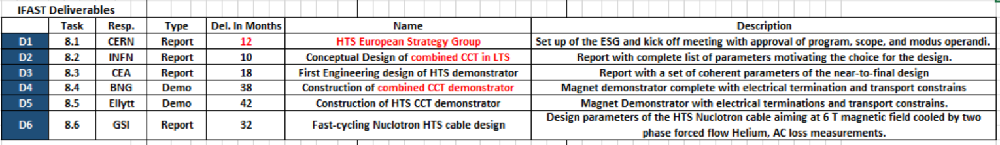 IFAST Deliverables
Task Resp. Type Del. In Months Name Description
D1 8.1 CERN Report 12 HTS European Strategy Group Set up of the ESG and kick off meeting with approval of program, scope, and modus operandi.
D2 8.2 INFN Report 10 Conceptual Design of combined CCT in LTS Report with complete list of parameters motivating the choice for the design.
D3 8.3 CEA Report 18 First Engineering design of HTS demonstrator Report with a set of coherent parameters of the near-to-final design
D4 8.4 BNG Demo 38 Construction of combined CCT demonstrator Magnet demonstrator complete with electrical termination and transport constrains
D5 8.5 Ellytt Demo 42 Construction of HTS CCT demonstrator Magnet Demonstrator with electrical terminations and transport constrains.
D6 8.6 GSI Report 32 Fast-cycling Nuclotron HTS cable design Design parameters of the HTS Nuclotron cable aiming at 6 T magnetic field cooled by two
phase forced flow Helium, AC loss measurements.